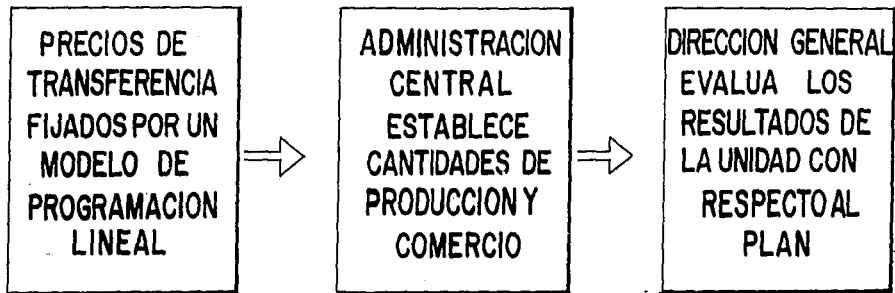 PRECIOS DE
TRANSFERENCIA
FIJADOS POR UN
MODELO DE
PROGRAMACION
LINEAL
ADMINISTRACION
CENTRAL
ESTABLECE
CANTIDADES DE
PRODUCCION Y
COMERCIO
DIRECCION GENERAL
EVALUA LOS
RESULTADOS DE
LA UNIDAD CON
RESPECTO AL
PLAN